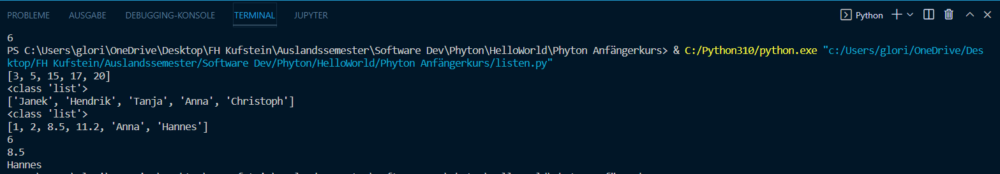 PROBLEME AUSGABE DEBUGGING-KONSOLE TERMINAL JUPYTER Python
6
PS C:\Users\glori\OneDrive\Desktop\FH Kufstein\Auslandssemester\Software Dev\Phyton\HelloWorld\Phyton Anfängerkurs> & C:/Python310/python.exe "c:/Users/glori/OneDrive/Des
ktop/FH Kufstein/Auslandssemester/Software Dev/Phyton/HelloWorld/Phyton Anfängerkurs/listen.py"
[3, 5, 15, 17, 20]
<class 'list'>
['Janek', 'Hendrik', 'Tanja', 'Anna', 'Christoph']
<class 'list'>
[1, 2, 8.5, 11.2, 'Anna', 'Hannes']
6
8.5
Hannes